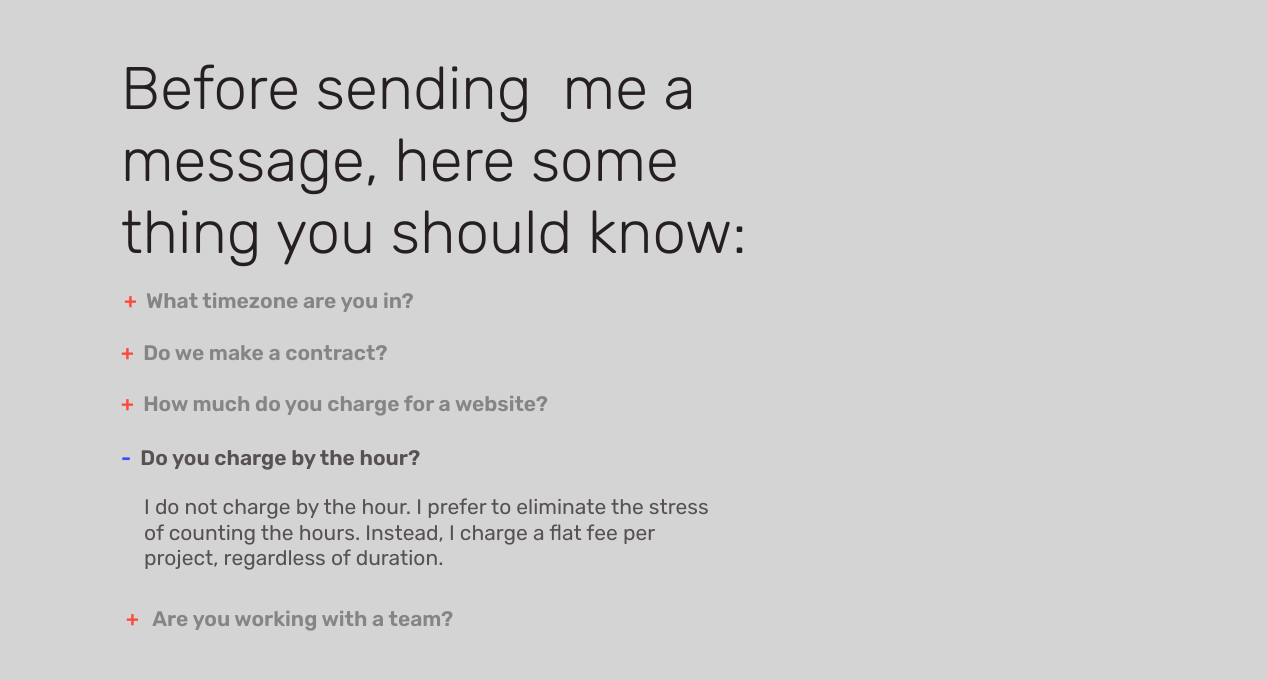 Before sending  me a
message, here some
thing you should know:
+ What timezone are you in?
+ Do we make a contract?
+ How much do you charge for a website?
- Do you charge by the hour?
I do not charge by the hour. I prefer to eliminate the stress
of counting the hours. Instead, I charge a flat fee per
project, regardless of duration.
+ Are you working with a team?